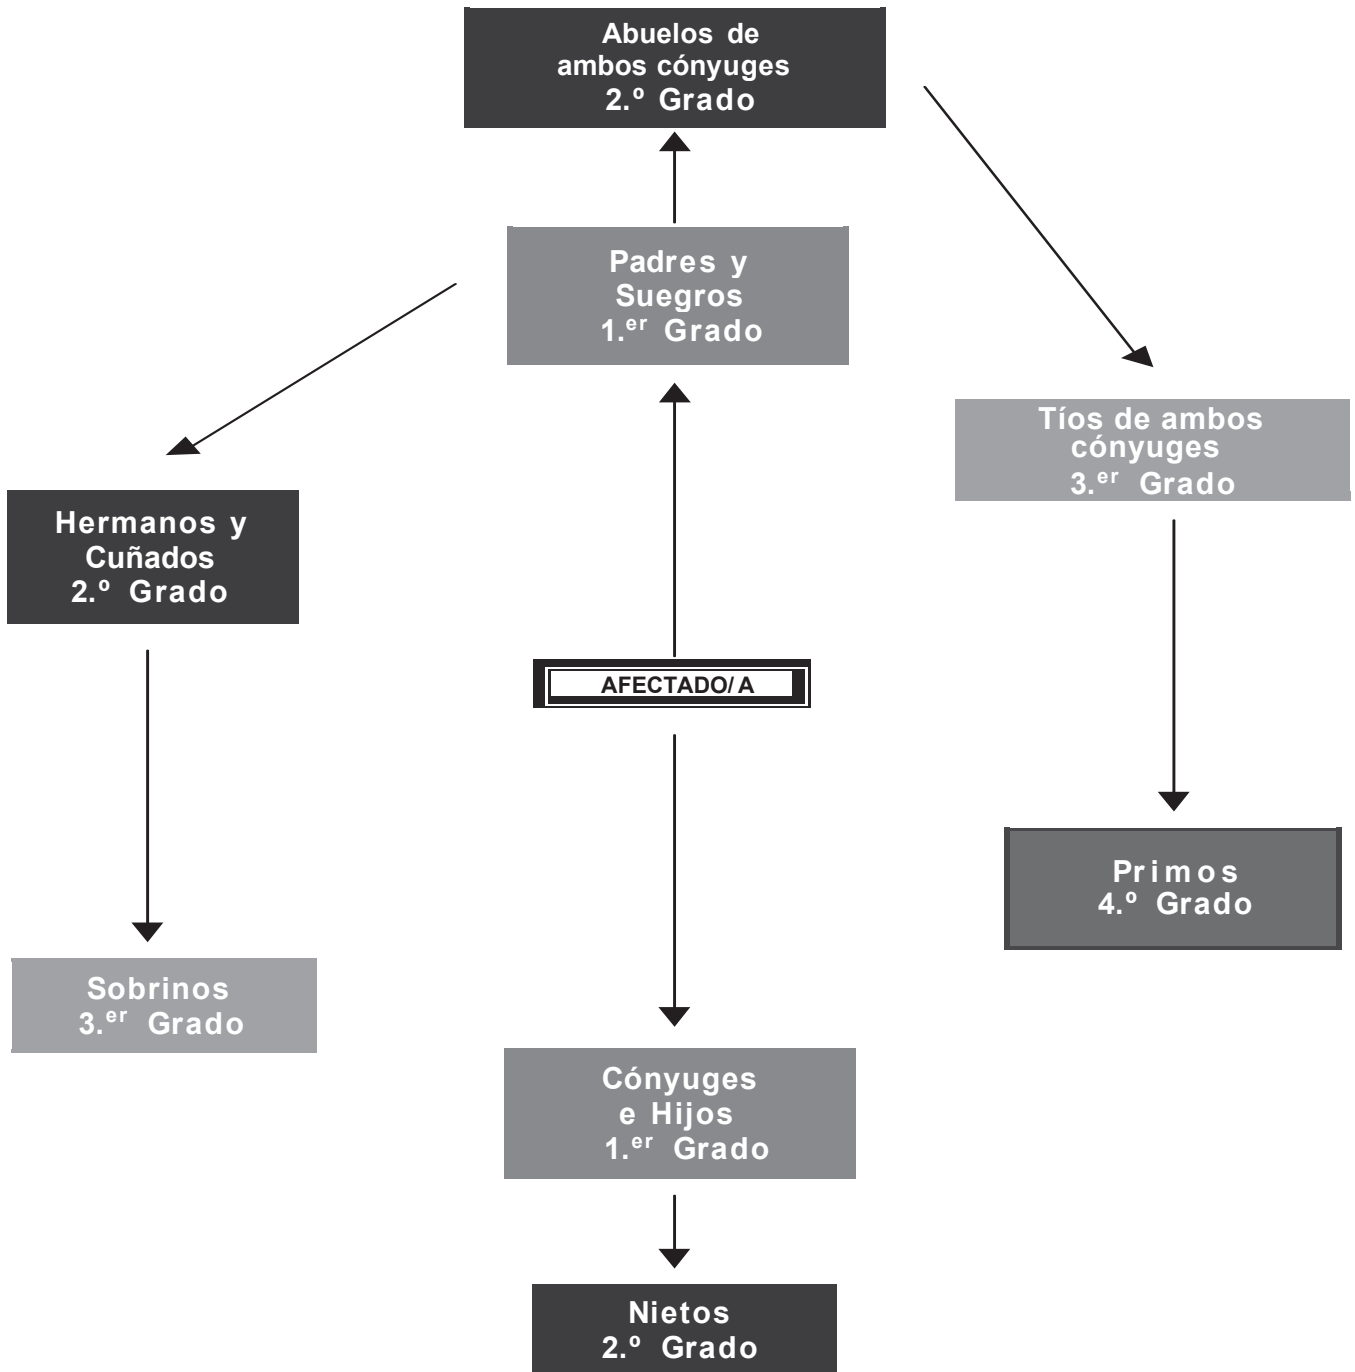 Abuelos de
ambos cónyuges
2.º Grado
Padres y
Suegros
1.er Grado
Tíos de ambos
cónyuges
3.er Grado
Hermanos y
Cuñados
2.º Grado
AFECTADO/A
Primos
4.º Grado
Sobrinos
3.er Grado
Cónyuges
e Hijos
1.er Grado
Nietos
2.º Grado